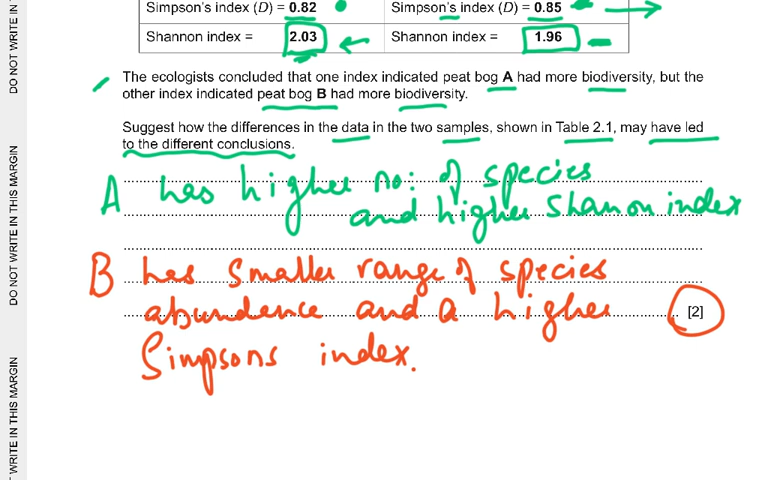 DO NOT WRITE IN T
Simpson's index (D) = 0.82 Simpson's index (D) = 0.85
Shannon index = 2.03 Shannon index = 1.96
The ecologists concluded that one index indicated peat bog A had more biodiversity, but the
other index indicated peat bog B had more biodiversity.
Suggest how the differences in the data in the two samples, shown in Table 2.1, may have led
to the different conclusions.
DO NOT WRITE IN THIS MARGIN
A has higher no: of species
and higher Shanon index
B has smaller range of species
abundence and a higher
[2]
Simpsons index.
T WRITE IN THIS MARGIN